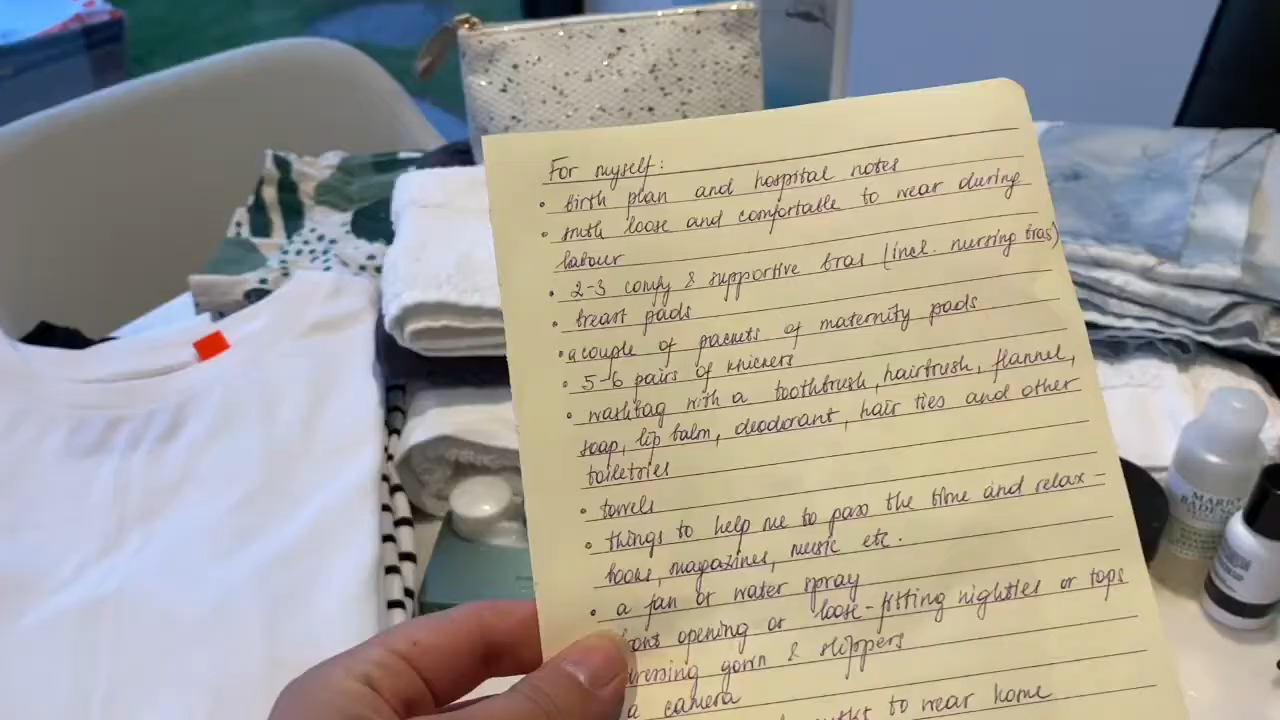 For myself:
• birth plan and hospital notes
• smth loose and comfortable to wear during
labour
• 2-3 comfy & supportive bras (incl. nursing bras)
• breast pads
• a couple of packets of maternity pads
• 5-6 pairs of knickers
• washbag with a toothbrush, hairbrush, flannel,
soap, lip balm, deodorant, hair ties and other
toiletries
• towels
• things to help me to pass the time and relax –
books, magazines, music etc.
• a fan or water spray
front opening or loose-fitting nightles or tops
dressing gown & slippers
a camera
to wear home
MARIO
BADESCU